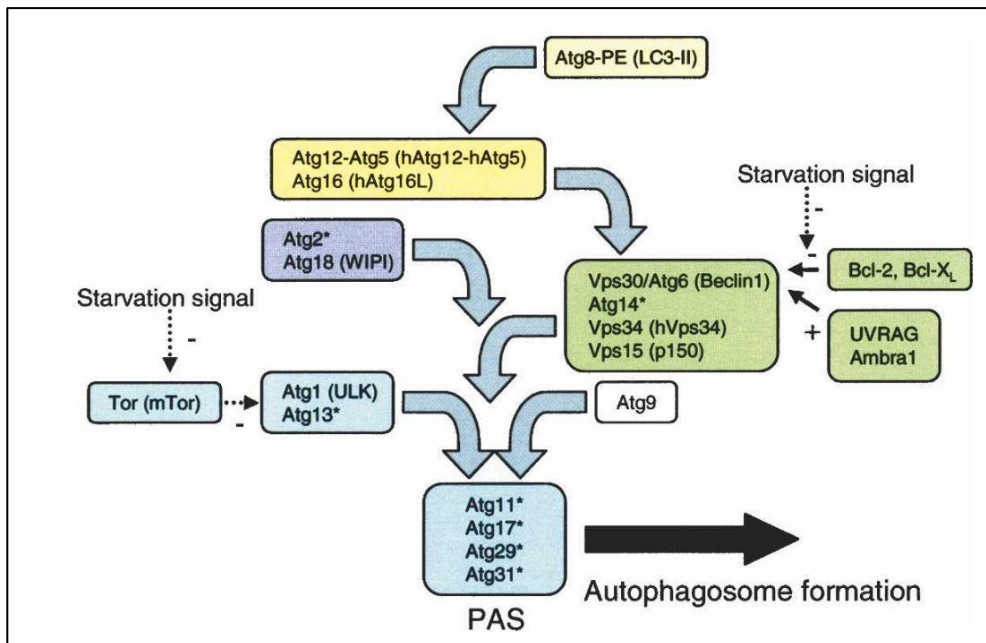 Atg8-PE (LC3-II)
Atg12-Atg5 (hAtg12-hAtg5)
Atg16 (hAtg16L)
Starvation signal
-
Atg2*
Atg18 (WIPI)
Vps30/Atg6 (Beclin1)
Atg14*
Vps34 (hVps34)
Vps15 (p150)
-
Bcl-2, Bcl-XL
+
UVRAG
Ambra1
Starvation signal
-
Tor (mTor)
-
Atg1 (ULK)
Atg13*
Atg9
Atg11*
Atg17*
Atg29*
Atg31*
PAS
Autophagosome formation